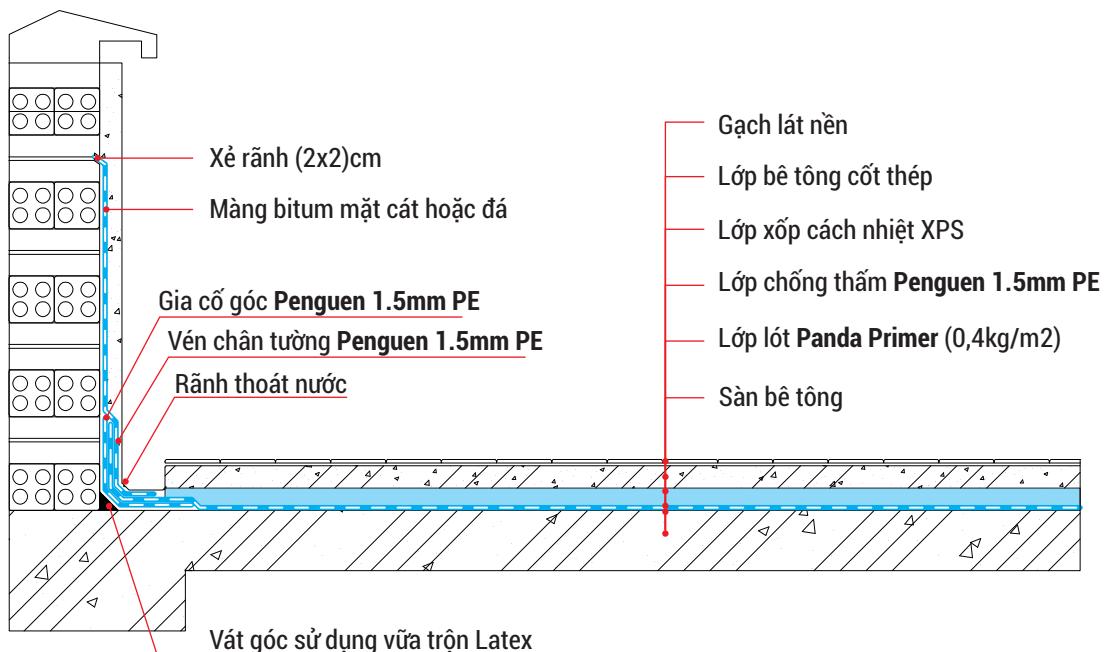 Xẻ rãnh (2x2)cm
Màng bitum mặt cát hoặc đá
Gia cố góc Penguen 1.5mm PE
Vén chân tường Penguen 1.5mm PE
Rãnh thoát nước
Gạch lát nền
Lớp bê tông cốt thép
Lớp xốp cách nhiệt XPS
Lớp chống thấm Penguen 1.5mm PE
Lớp lót Panda Primer (0,4kg/m2)
Sàn bê tông
Vát góc sử dụng vữa trộn Latex